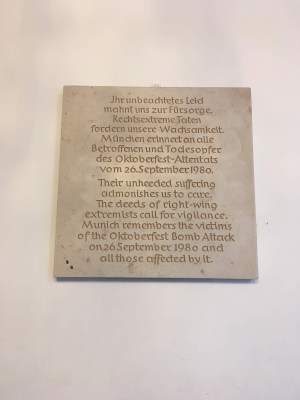 Ihr unbeachtetes Leid
mahnt uns zur Fürsorge.
Rechtsextreme Taten
fordern unsere Wachsamkeit.
München erinnert an alle
Betroffenen und Todesopfer
des Oktoberfest-Attentats
vom 26. September 1980.
Their unheeded suffering
admonishes us to care.
The deeds of right-wing
extremists call for vigilance.
Munich remembers the victims
of the Oktoberfest Bomb Attack
on 26 September 1980 and
all those affected by it.